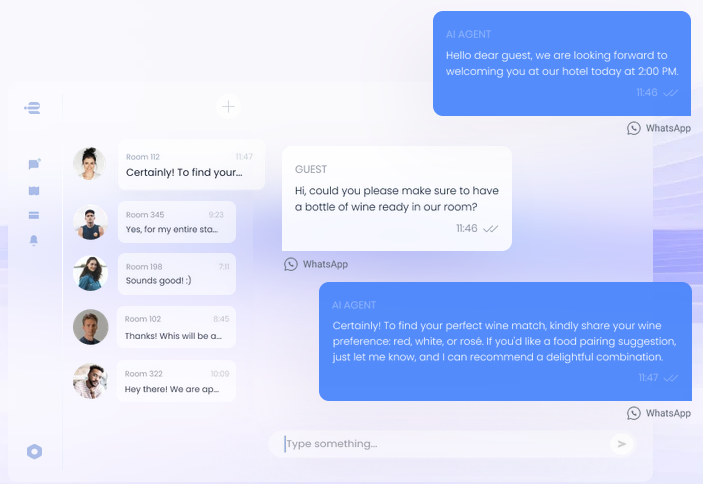 AI AGENT
Hello dear guest, we are looking forward to
welcoming you at our hotel today at 2:00 PM.
11:46
WhatsApp
Room 112 11:47
Certainly! To find your...
Room 345 9:23
Yes, for my entire sta...
Room 198 7:11
Sounds good! :)
Room 102 8:45
Thanks! Whis will be a...
Room 322 10:09
Hey there! We are ap...
GUEST
Hi, could you please make sure to have
a bottle of wine ready in our room?
11:46
WhatsApp
AI AGENT
Certainly! To find your perfect wine match, kindly share your wine
preference: red, white, or rosé. If you'd like a food pairing suggestion,
just let me know, and I can recommend a delightful combination.
11:47
WhatsApp
Type something...